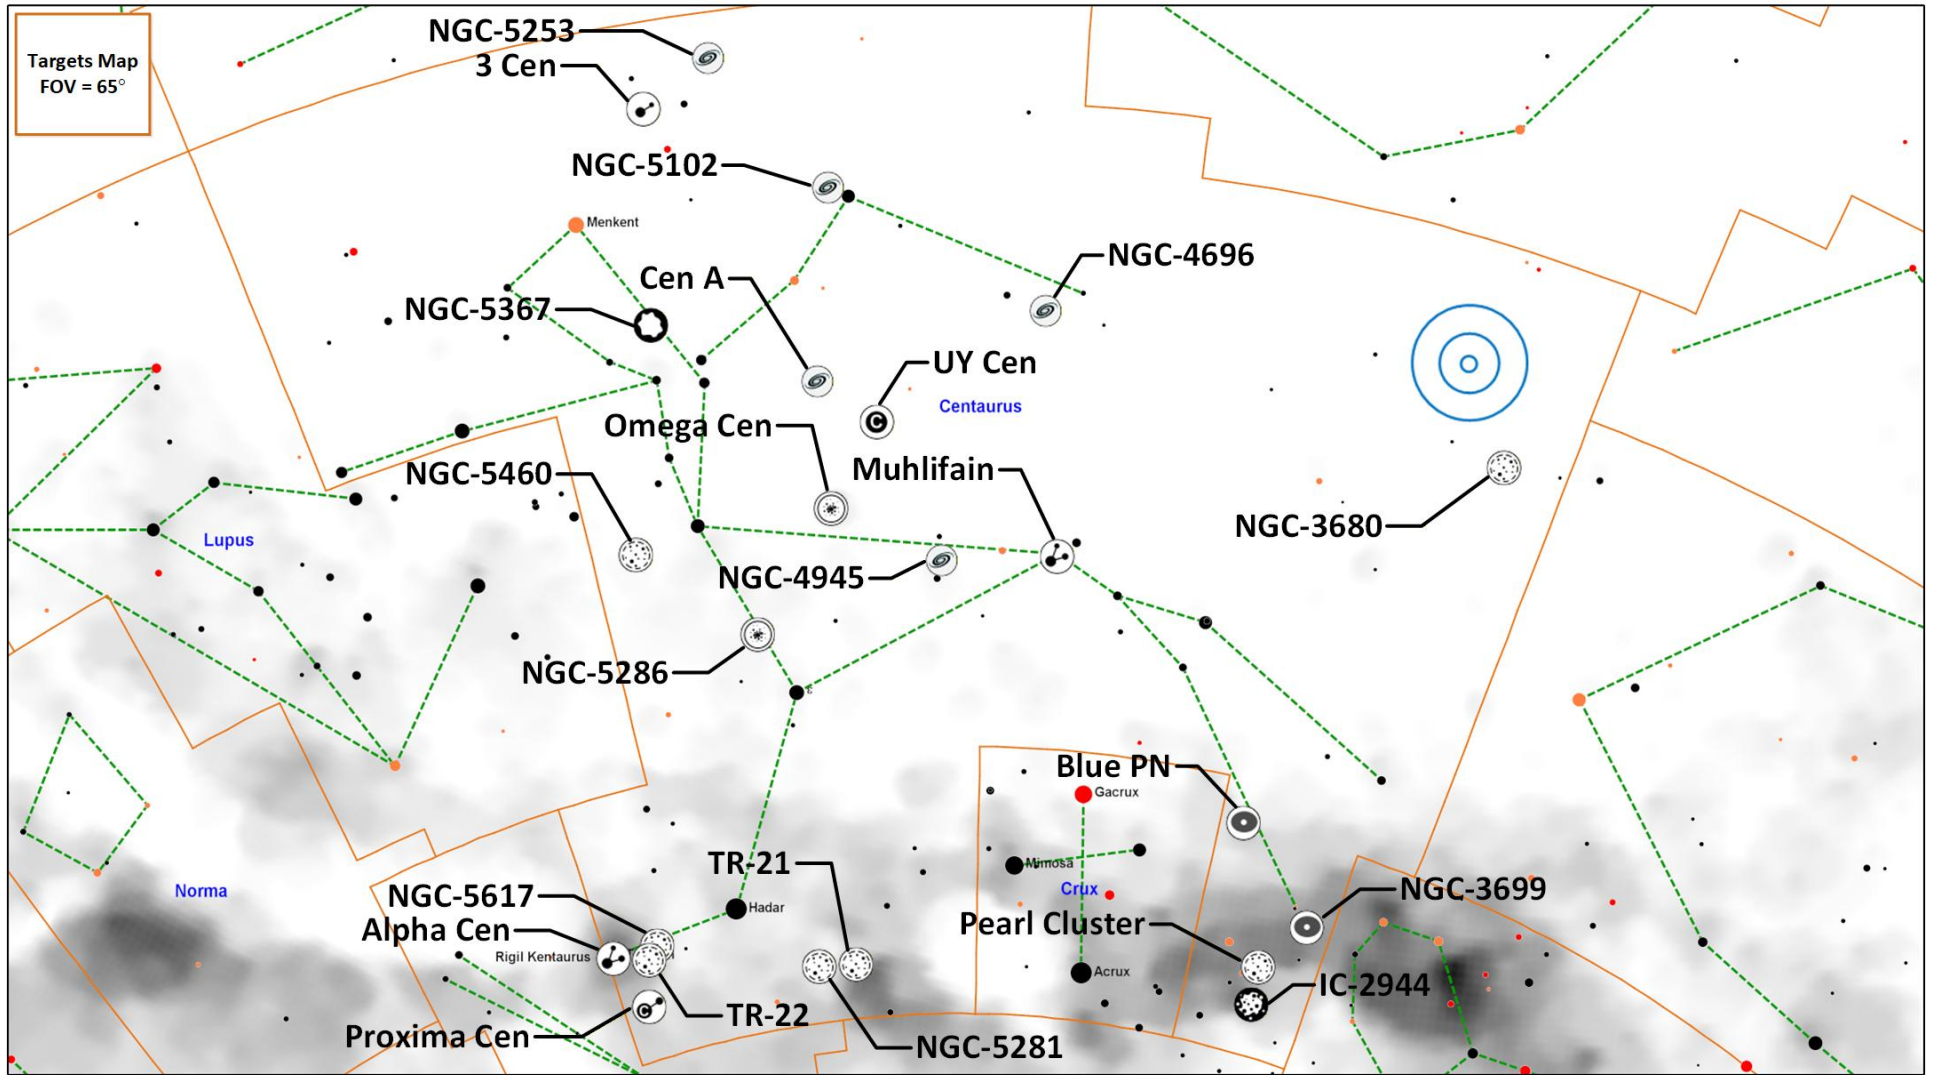 Targets Map
FOV = 65°
NGC-5253
3 Cen
NGC-5102
Menkent
NGC-4696
Cen A
NGC-5367
UY Cen
Centaurus
Omega Cen
Muhlifain
NGC-5460
NGC-3680
Lupus
NGC-4945
NGC-5286
ε
Blue PN
Gacrux
Mimosa
TR-21
Crux
Norma
NGC-5617
Hadar
NGC-3699
Alpha Cen
Pearl Cluster
Rigil Kentaurus
Acrux
IC-2944
TR-22
Proxima Cen
NGC-5281